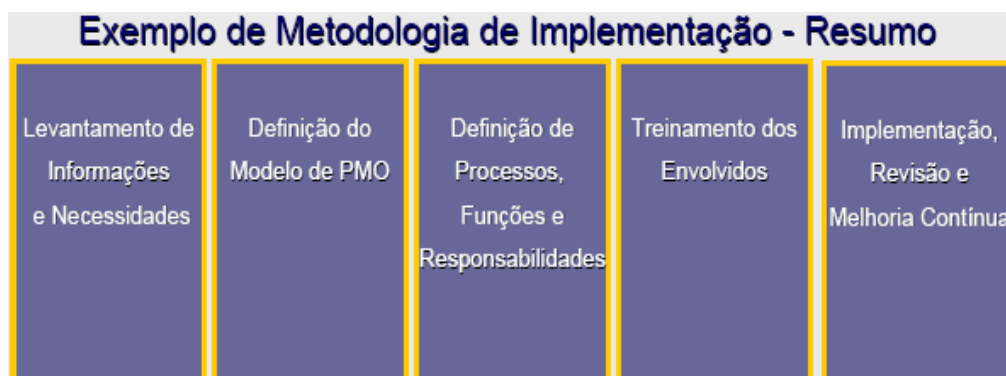 Exemplo de Metodologia de Implementação - Resumo
Levantamento de
Informações
e Necessidades
Definição do
Modelo de PMO
Definição de
Processos,
Funções e
Responsabilidades
Treinamento dos
Envolvidos
Implementação,
Revisão e
Melhoria Contínua